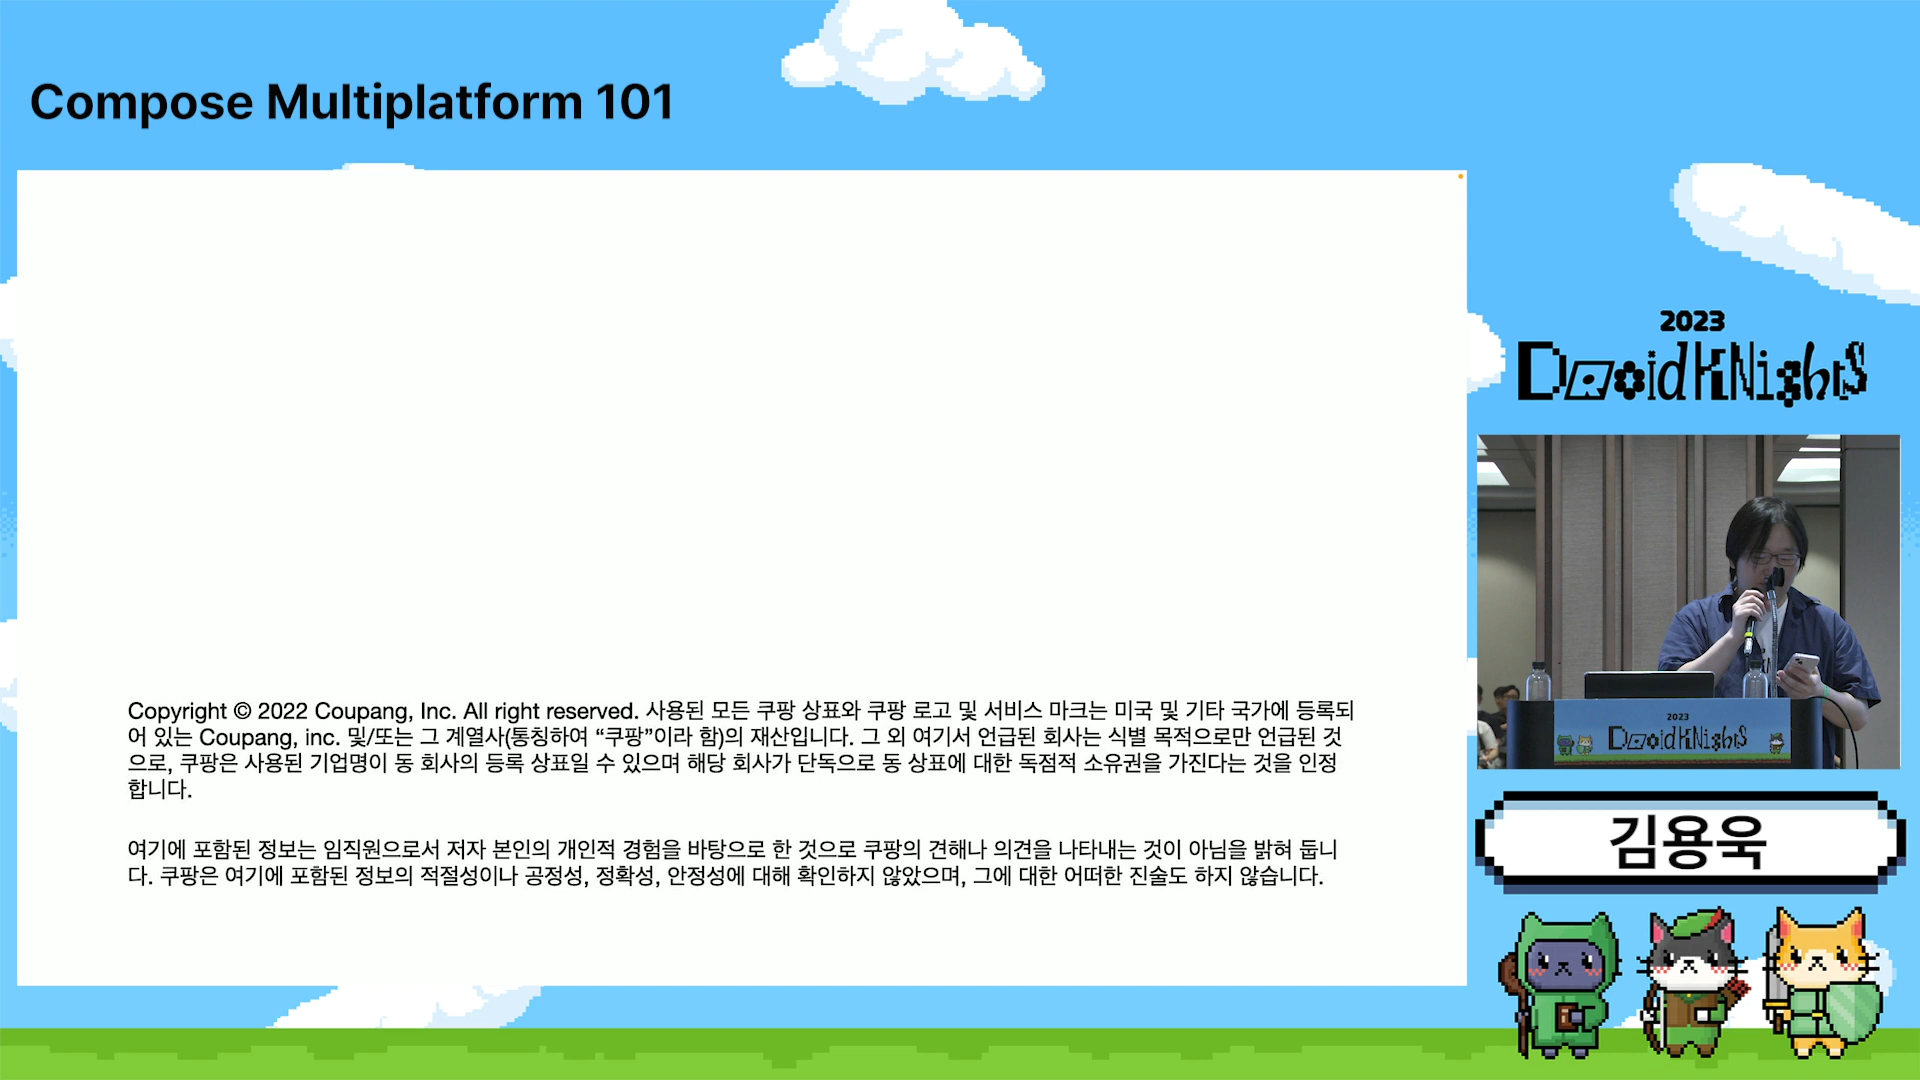 Compose Multiplatform 101
Copyright © 2022 Coupang, Inc. All right reserved. 사용된 모든 쿠팡 상표와 쿠팡 로고 및 서비스 마크는 미국 및 기타 국가에 등록되
어 있는 Coupang, inc. 및/또는 그 계열사(통칭하여 “쿠팡”이라 함)의 재산입니다. 그 외 여기서 언급된 회사는 식별 목적으로만 언급된 것
으로, 쿠팡은 사용된 기업명이 동 회사의 등록 상표일 수 있으며 해당 회사가 단독으로 동 상표에 대한 독점적 소유권을 가진다는 것을 인정
합니다.
여기에 포함된 정보는 임직원으로서 저자 본인의 개인적 경험을 바탕으로 한 것으로 쿠팡의 견해나 의견을 나타내는 것이 아님을 밝혀 둡니
다. 쿠팡은 여기에 포함된 정보의 적절성이나 공정성, 정확성, 안정성에 대해 확인하지 않았으며, 그에 대한 어떠한 진술도 하지 않습니다.
2023
DRoidKNights
2023
DRoidKNights
김용욱